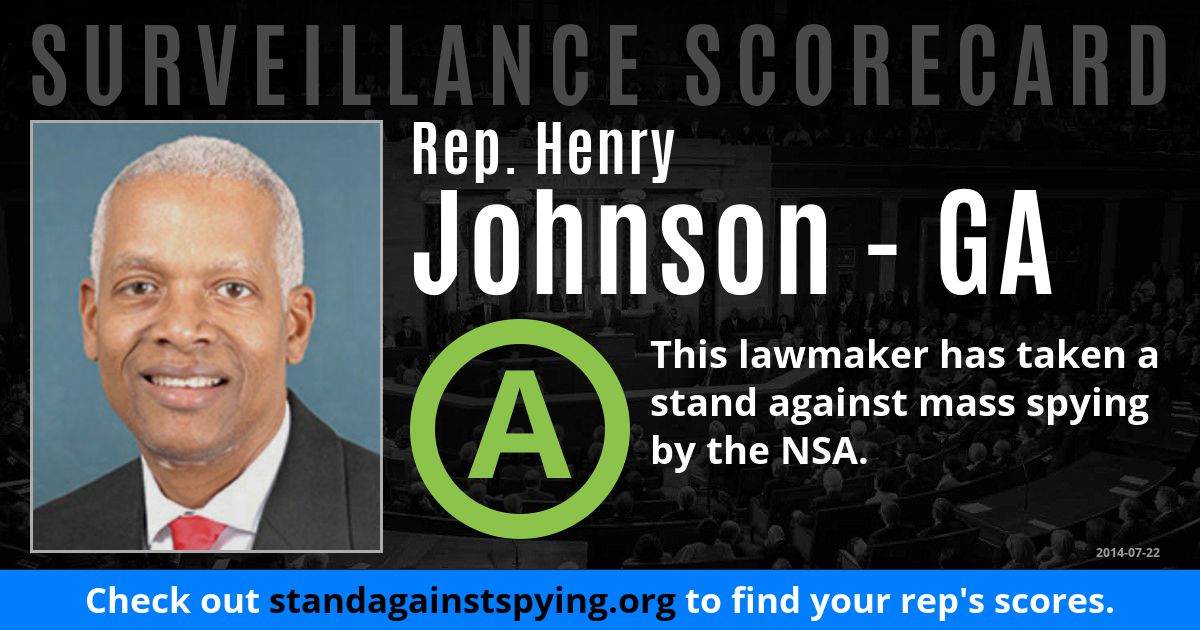 SURVEILLANCE SCORECARD
Rep. Henry
Johnson - GA
A
This lawmaker has taken a
stand against mass spying
by the NSA.
2014-07-22
Check out standagainstspying.org to find your rep's scores.